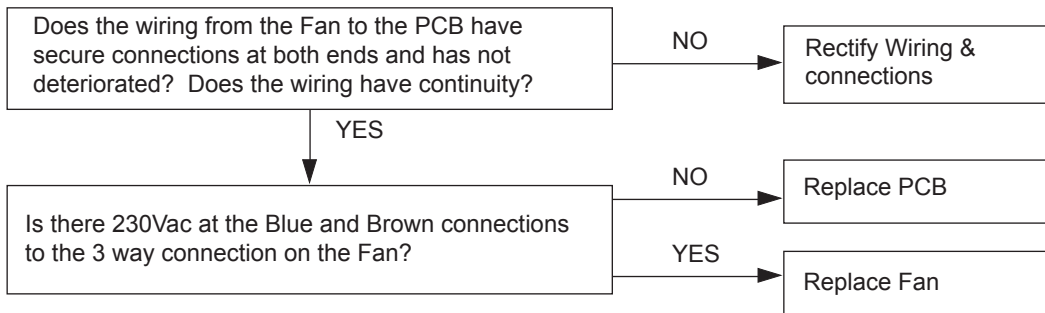 Does the wiring from the Fan to the PCB have
secure connections at both ends and has not
deteriorated? Does the wiring have continuity?
NO
Rectify Wiring &
connections
YES
Is there 230Vac at the Blue and Brown connections
to the 3 way connection on the Fan?
NO
Replace PCB
YES
Replace Fan